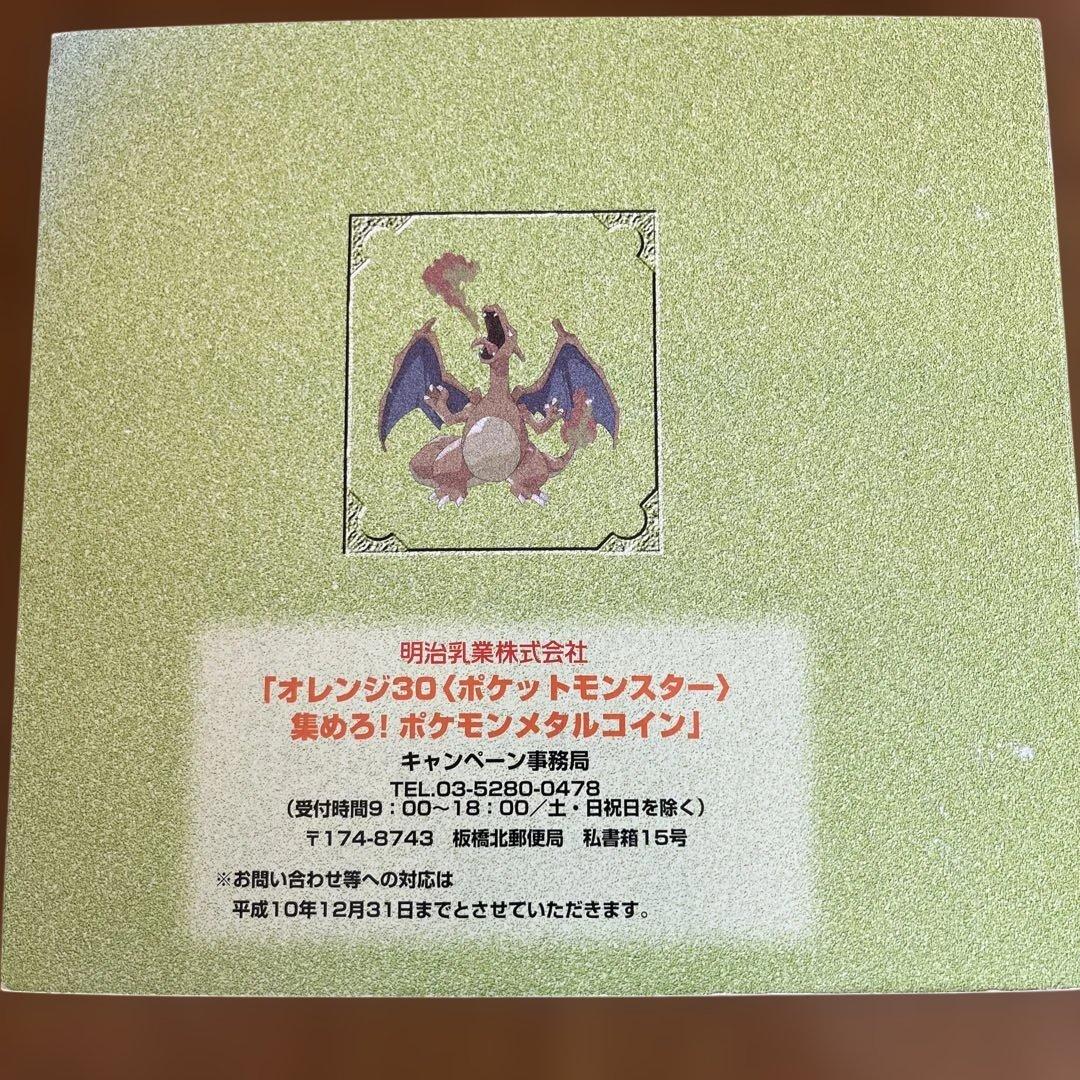 明治乳業株式会社
「オレンジ30〈ポケットモンスター〉
集めろ！ポケモンメタルコイン」
キャンペーン事務局
TEL.03-5280-0478
（受付時間9：00〜18：00／土・日祝日を除く）
〒174-8743　板橋北郵便局　私書箱15号
※お問い合わせ等への対応は
平成10年12月31日までとさせていただきます。